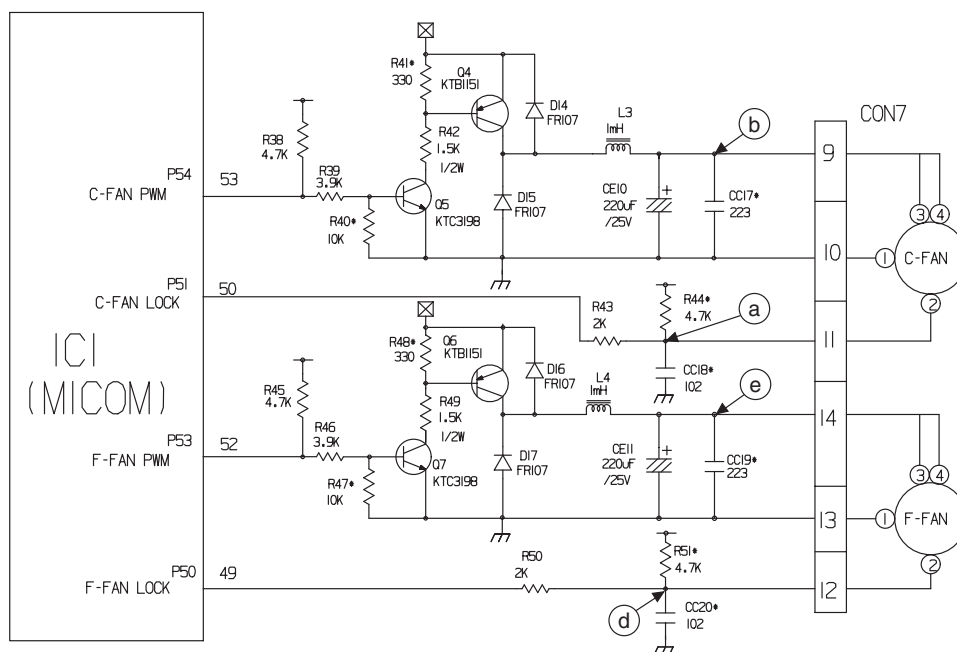 IC1
(MICOM)
P54
C-FAN PWM
53
P51
C-FAN LOCK
50
P53
F-FAN PWM
52
P50
F-FAN LOCK
49
R38
4.7K
R39
3.9K
R40*
10K
R41*
330
R42
1.5K
1/2W
Q4
KTB1151
Q5
KTC3198
D14
FR107
D15
FR107
L3
1mH
CE10
220uF
/25V
+
CC17*
223
b
R43
2K
R44*
4.7K
a
CC18*
102
R45
4.7K
R46
3.9K
R47*
10K
R48*
330
R49
1.5K
1/2W
Q6
KTB1151
Q7
KTC3198
D16
FR107
D17
FR107
L4
1mH
CE11
220uF
/25V
+
CC19*
223
e
R50
2K
R51*
4.7K
d
CC20*
102
CON7
9
10
11
14
13
12
3
4
1
C-FAN
2
3
4
1
F-FAN
2